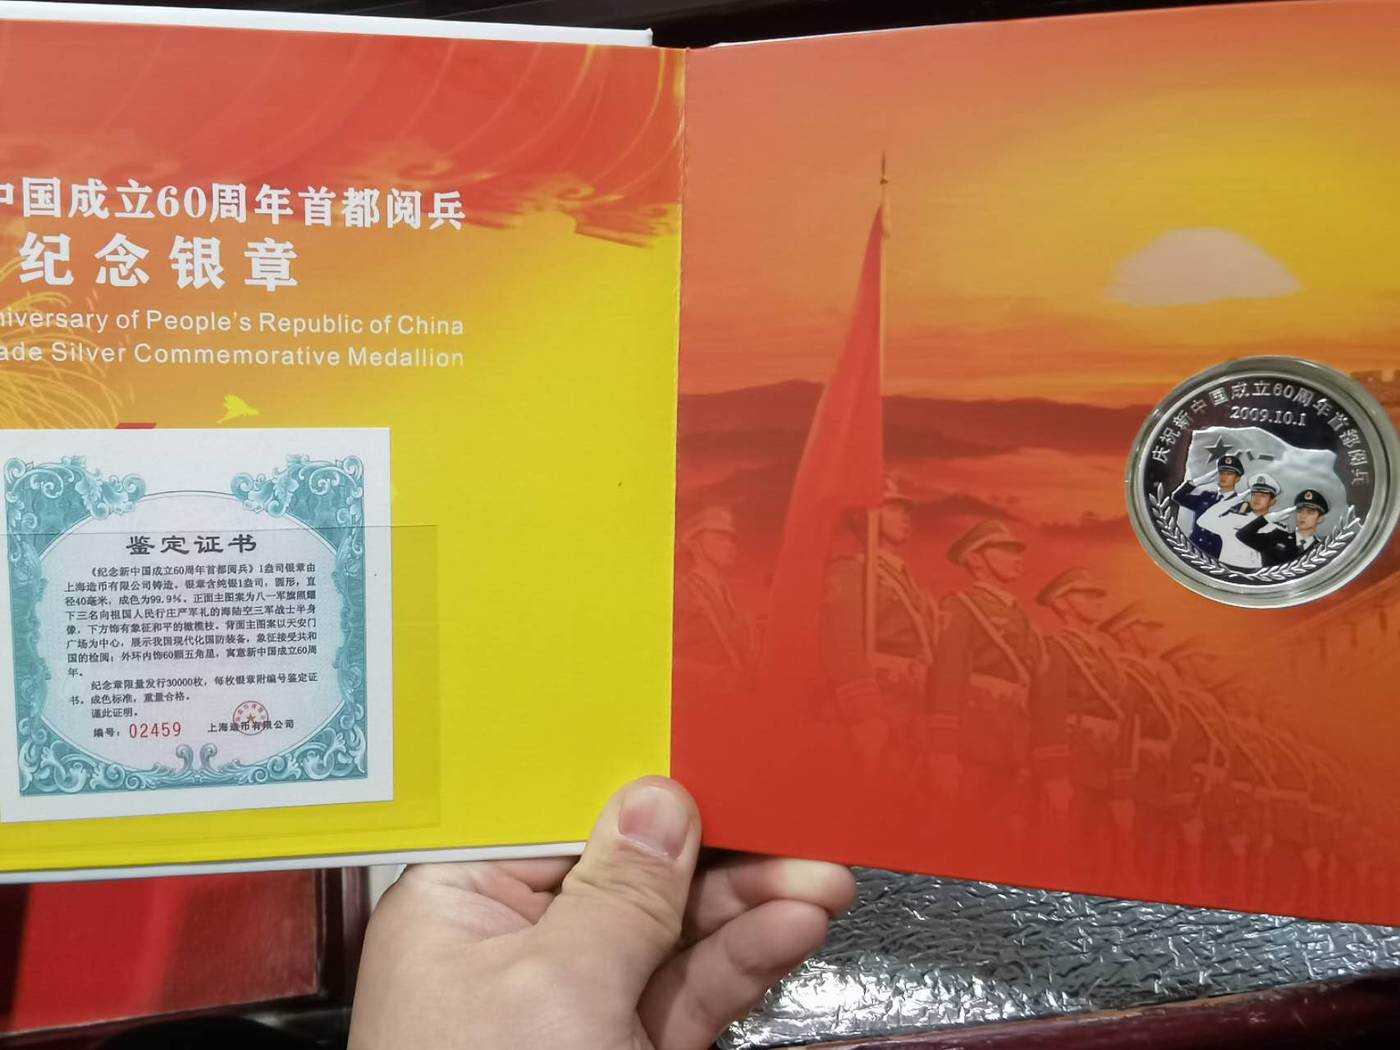 中国成立60周年首都阅兵
纪念银章
niversary of People's Republic of China
ade Silver Commemorative Medallion
鉴定证书
《纪念新中国成立60周年首都阅兵》1盎司银章由
上海造币有限公司铸造。银章含纯银1盎司，圆形，直
径40毫米，成色为99.9%。正面主图案为八一军旗照耀
下三名向祖国人民行庄严军礼的海陆空三军战士半身
像，下方饰有象征和平的橄榄枝。背面主图案以天安门
广场为中心，展示我国现代化国防装备，象征接受共和
国的检阅；外环内饰60颗五角星，寓意新中国成立60周
年。
纪念章限量发行30000枚，每枚银章附编号鉴定证
书。成色标准，重量合格。
谨此证明。
编号：02459 上海造币有限公司
庆祝新中国成立60周年首都阅兵
2009.10.1